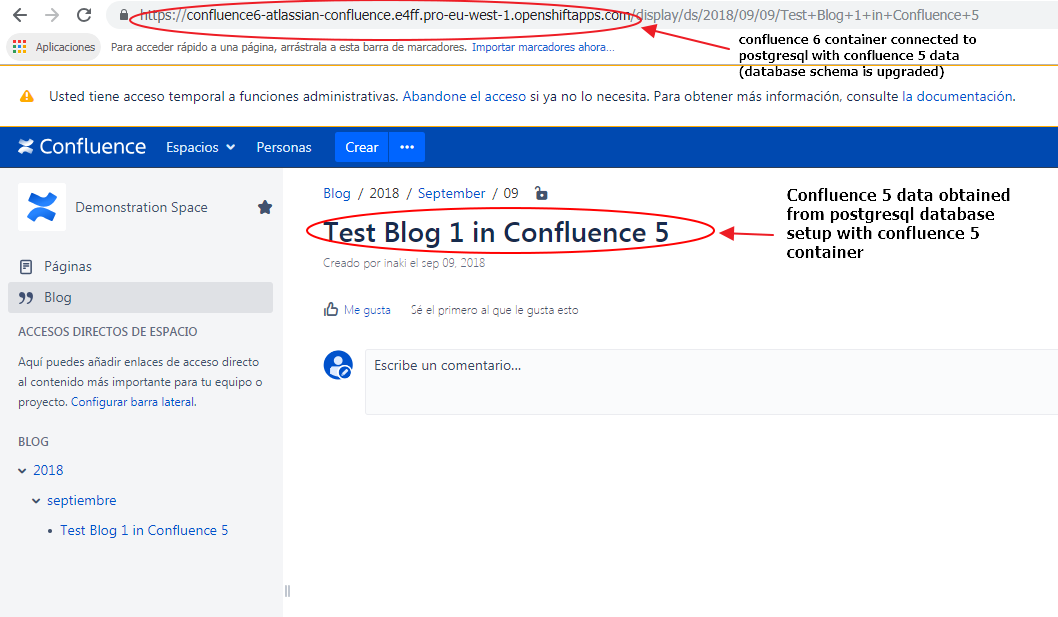 https://confluence6-atlassian-confluence.e4ff.pro-eu-west-1.openshiftapps.com/display/ds/2018/09/09/Test+Blog+1+in+Confluence+5
Aplicaciones Para acceder rápido a una página, arrástrala a esta barra de marcadores. Importar marcadores ahora...
confluence 6 container connected to
postgresql with confluence 5 data
(database schema is upgraded)
Usted tiene acceso temporal a funciones administrativas. Abandone el acceso si ya no lo necesita. Para obtener más información, consulte la documentación.
Confluence Espacios Personas Crear ...
Demonstration Space
Páginas
Blog
ACCESOS DIRECTOS DE ESPACIO
Aquí puedes añadir enlaces de acceso directo
al contenido más importante para tu equipo o
proyecto. Configurar barra lateral.
BLOG
2018
septiembre
• Test Blog 1 in Confluence 5
Blog / 2018 / September / 09
Test Blog 1 in Confluence 5
Creado por inaki el sep 09, 2018
Me gusta Sé el primero al que le gusta esto
Escribe un comentario...
Confluence 5 data obtained
from postgresql database
setup with confluence 5
container